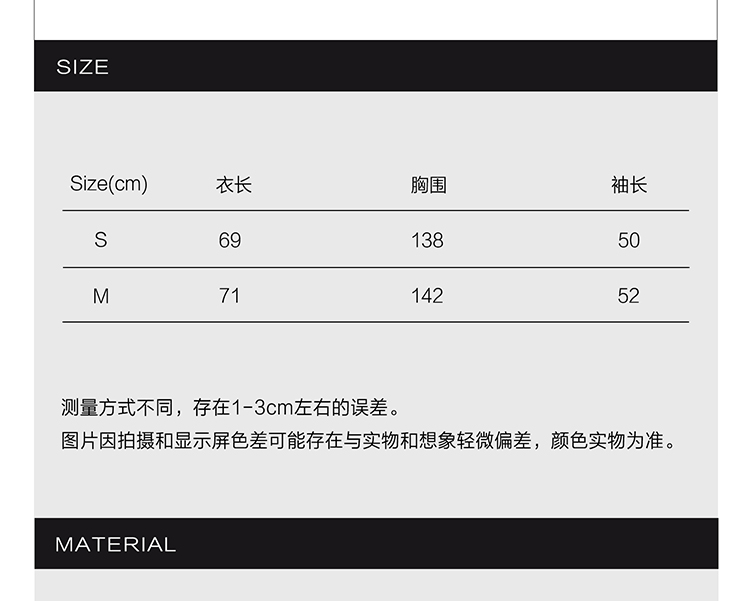 SIZE
Size(cm) 衣长 胸围 袖长
S 69 138 50
M 71 142 52
测量方式不同，存在1-3cm左右的误差。
图片因拍摄和显示屏色差可能存在与实物和想象轻微偏差，颜色实物为准。
MATERIAL